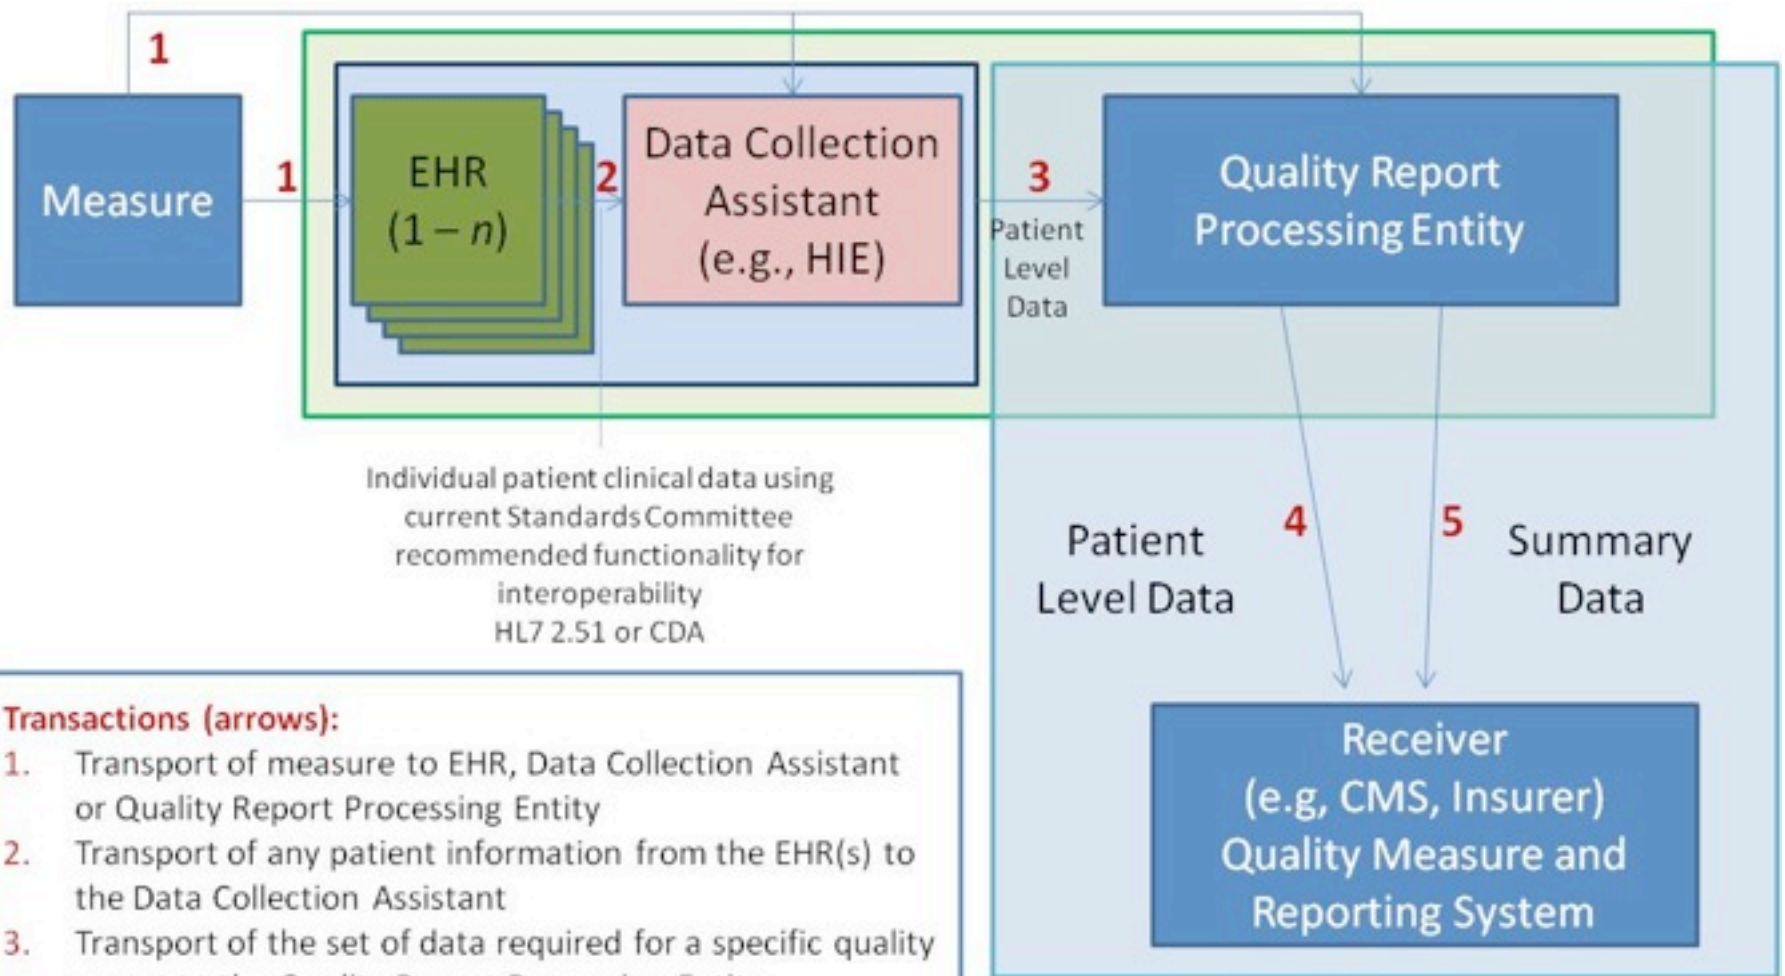 1
Measure
1
EHR
(1 – n)
2
Data Collection
Assistant
(e.g., HIE)
3
Patient
Level
Data
Quality Report
Processing Entity
Individual patient clinical data using
current Standards Committee
recommended functionality for
interoperability
HL7 2.51 or CDA
Patient
Level Data
4
5
Summary
Data
Receiver
(e.g, CMS, Insurer)
Quality Measure and
Reporting System
Transactions (arrows):
1. Transport of measure to EHR, Data Collection Assistant
or Quality Report Processing Entity
2. Transport of any patient information from the EHR(s) to
the Data Collection Assistant
3. Transport of the set of data required for a specific quality